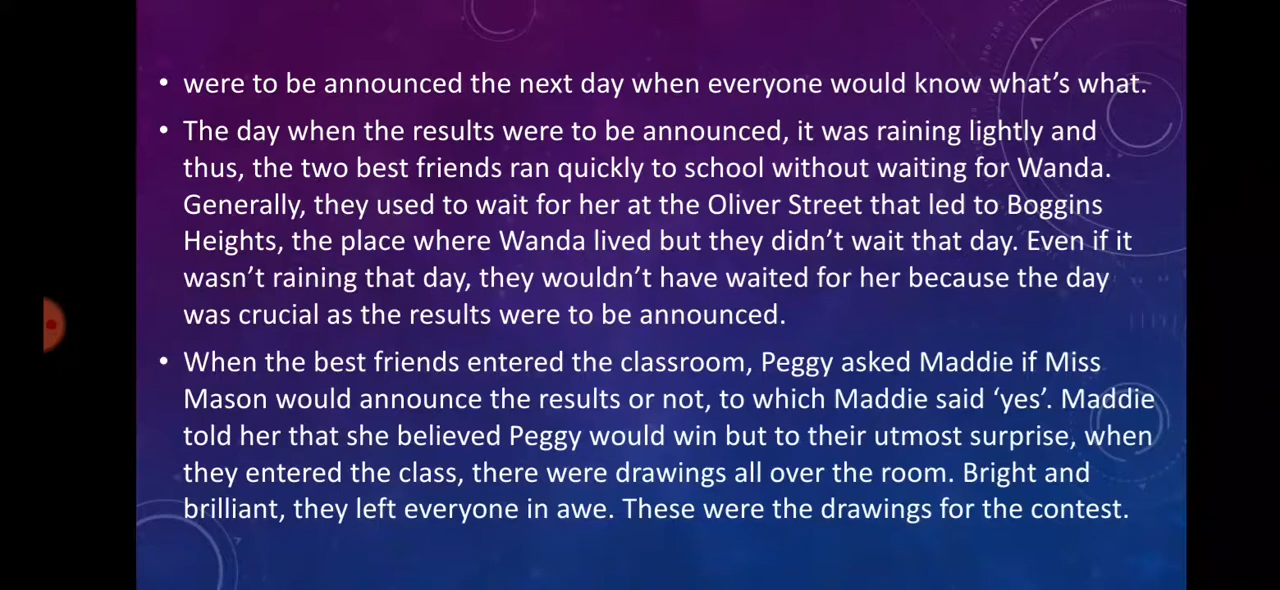 • were to be announced the next day when everyone would know what’s what.
• The day when the results were to be announced, it was raining lightly and
thus, the two best friends ran quickly to school without waiting for Wanda.
Generally, they used to wait for her at the Oliver Street that led to Boggins
Heights, the place where Wanda lived but they didn’t wait that day. Even if it
wasn’t raining that day, they wouldn’t have waited for her because the day
was crucial as the results were to be announced.
• When the best friends entered the classroom, Peggy asked Maddie if Miss
Mason would announce the results or not, to which Maddie said ‘yes’. Maddie
told her that she believed Peggy would win but to their utmost surprise, when
they entered the class, there were drawings all over the room. Bright and
brilliant, they left everyone in awe. These were the drawings for the contest.